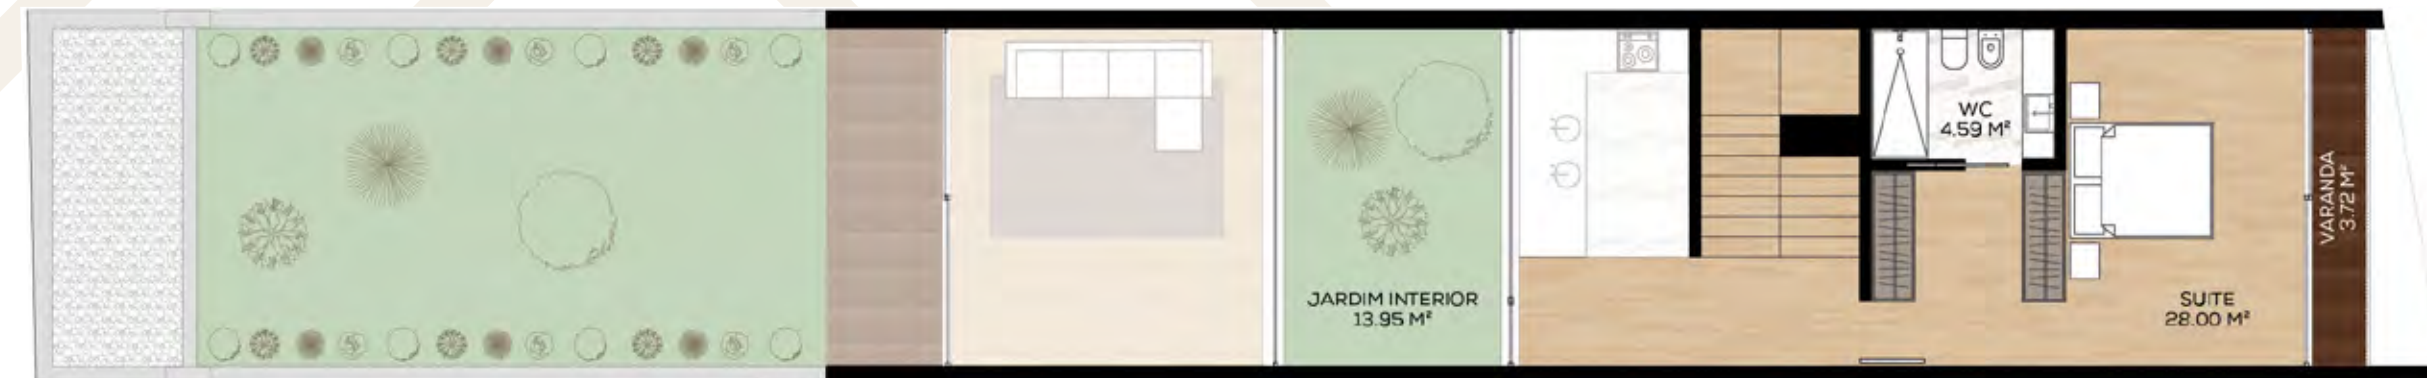 JARDIM INTERIOR
13.95 M²
WC
4.59 M²
SUITE
28.00 M²
VARANDA
3.72 M²